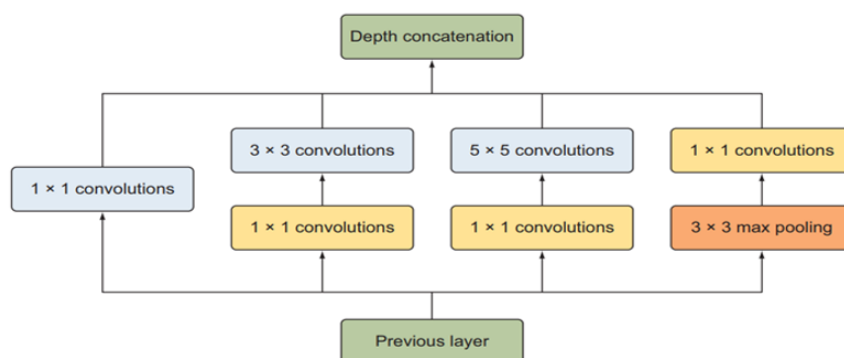 Depth concatenation
3 × 3 convolutions
5 × 5 convolutions
1 × 1 convolutions
1 × 1 convolutions
1 × 1 convolutions
1 × 1 convolutions
3 × 3 max pooling
Previous layer